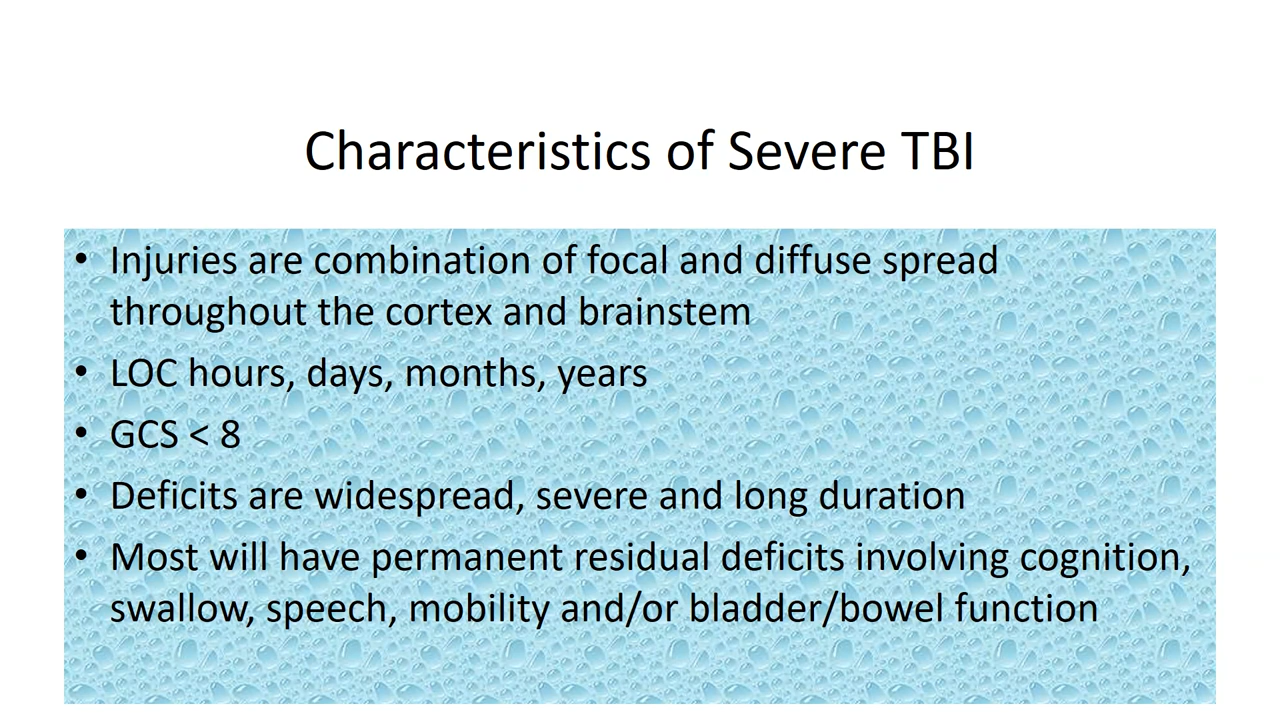 Characteristics of Severe TBI
• Injuries are combination of focal and diffuse spread
throughout the cortex and brainstem
• LOC hours, days, months, years
• GCS < 8
• Deficits are widespread, severe and long duration
• Most will have permanent residual deficits involving cognition,
swallow, speech, mobility and/or bladder/bowel function